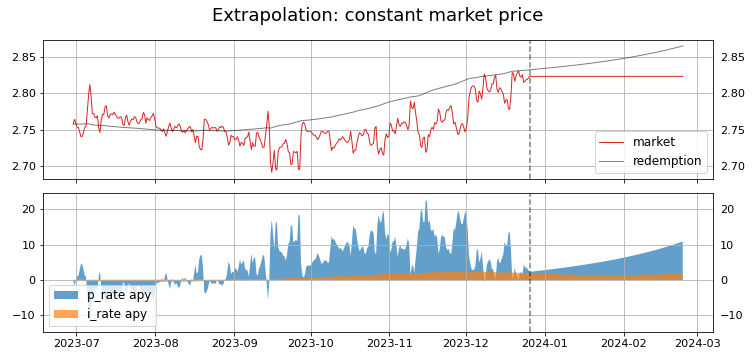 Extrapolation: constant market price
2.85 2.85
2.80 2.80
2.75 2.75
2.70 2.70
market
redemption
20 20
10 10
0 0
−10 −10
p_rate apy
i_rate apy
2023-07 2023-08 2023-09 2023-10 2023-11 2023-12 2024-01 2024-02 2024-03